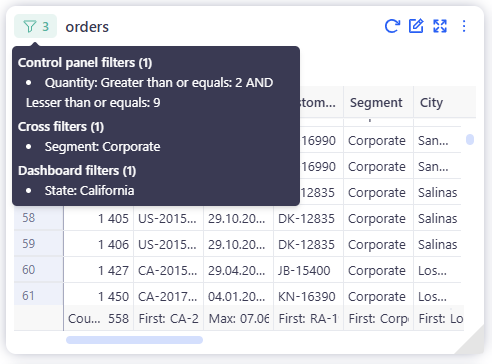 3 orders
Control panel filters (1)
Quantity: Greater than or equals: 2 AND
Lesser than or equals: 9
Cross filters (1)
Segment: Corporate
Dashboard filters (1)
State: California
Segment City
-16990 Corporate San...
-16990 Corporate San...
-12835 Corporate Salinas
58 1 405 US-2015... 29.10.20... DK-12835 Corporate Salinas
59 1 406 US-2015... 29.10.20... DK-12835 Corporate Salinas
60 1 427 CA-2015... 29.04.20... JB-15400 Corporate Los...
61 1 450 CA-2017... 04.01.20... KN-16390 Corporate Los...
Cou... 558 First: CA-2 Max: 07.06 First: RA-1 First: Corp First: Lo